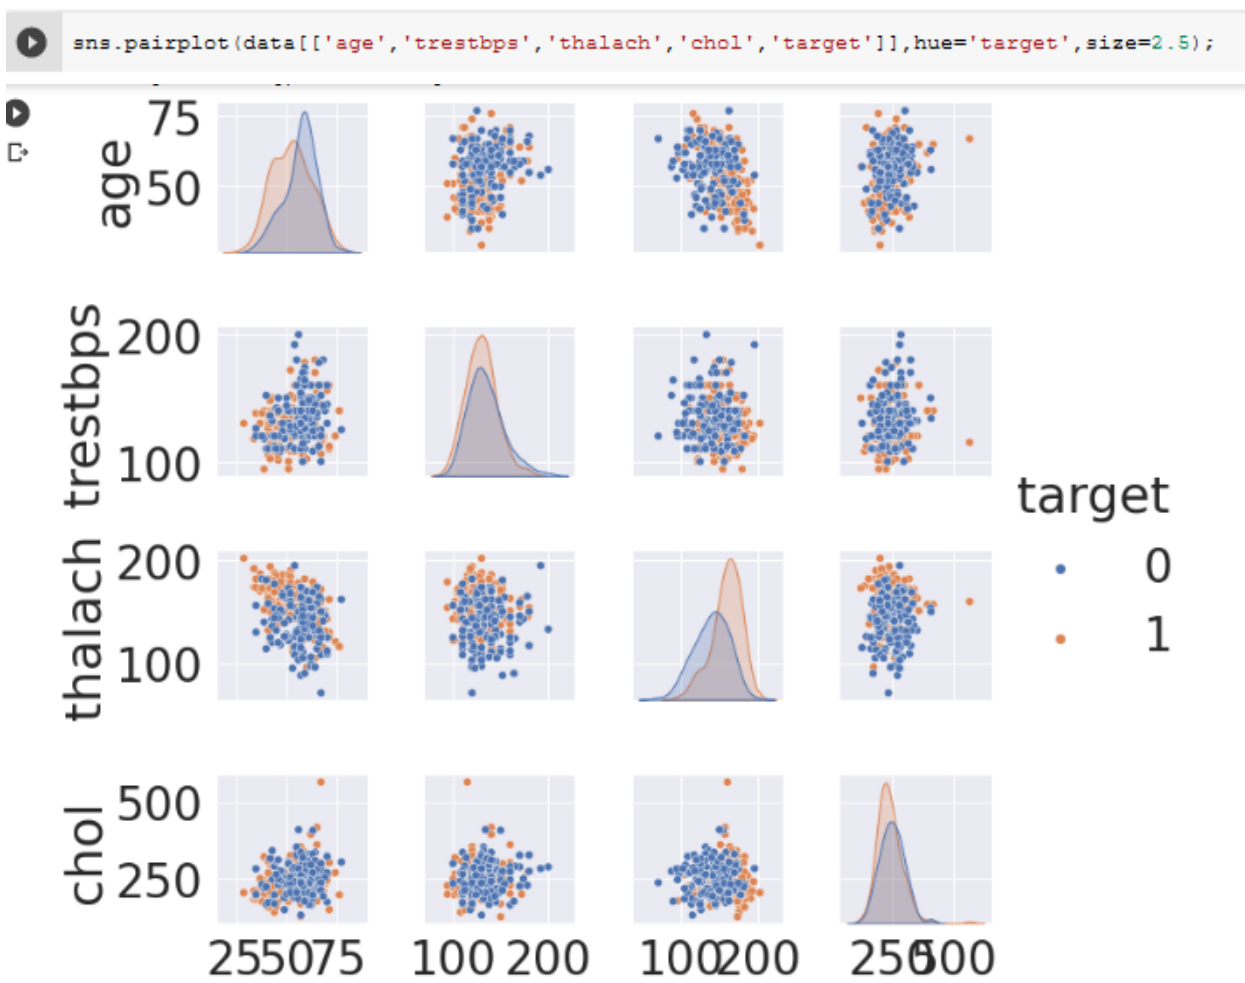 sns.pairplot(data[['age','trestbps','thalach','chol','target']],hue='target',size=2.5);
75
50
age
200
100
trestbps
target
0
1
200
100
thalach
500
250
chol
25 50 75 100 200 100 200 250 500